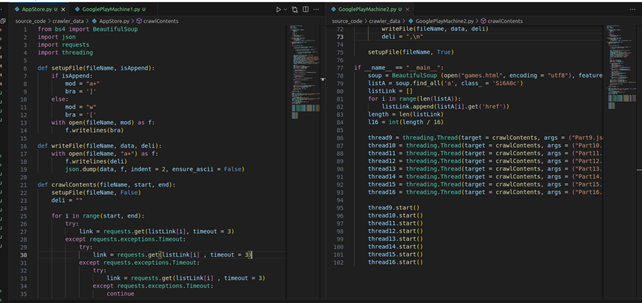 AppStore.py U
GooglePlayMachine1.py U
source_code > crawler_data > AppStore.py > crawlContents
1 from bs4 import BeautifulSoup
2 import json
3 import requests
4 import threading
5
6 def setupFile(fileName, isAppend):
7 if isAppend:
8 mod = "a+"
9 bra = ']'
10 else:
11 mod = "w"
12 bra = '['
13 with open(fileName, mod) as f:
14 f.writelines(bra)
15
16 def writeFile(fileName, data, deli):
17 with open(fileName, "a+") as f:
18 f.writelines(deli)
19 json.dump(data, f, indent = 2, ensure_ascii = False)
20
21 def crawlContents(fileName, start, end):
22 setupFile(fileName, False)
23 deli = ""
24
25 for i in range(start, end):
26 try:
27 link = requests.get(listLink[i], timeout = 3)
28 except requests.exceptions.Timeout:
29 try:
30 link = requests.get(listLink[i] , timeout = 3)
31 except requests.exceptions.Timeout:
32 try:
33 link = requests.get(listLink[i] , timeout = 3)
34 except requests.exceptions.Timeout:
35 continue
GooglePlayMachine2.py U
source_code > crawler_data > GooglePlayMachine2.py > crawlContents
72 writeFile(fileName, data, deli)
73 deli = ",\n"
74
75 setupFile(fileName, True)
76
77 if __name__ == "__main__":
78 soup = BeautifulSoup (open("games.html", encoding = "utf8"), feature
79 listA = soup.find_all('a', class_ = 'Si6A0c')
80 listLink = []
81 for i in range(len(listA)):
82 listLink.append(listA[i].get('href'))
83 length = len(listLink)
84 l16 = int(length / 16)
85
86 thread9 = threading.Thread(target = crawlContents, args = ("Part9.js
87 thread10 = threading.Thread(target = crawlContents, args = ("Part10.
88 thread11 = threading.Thread(target = crawlContents, args = ("Part11.
89 thread12 = threading.Thread(target = crawlContents, args = ("Part12.
90 thread13 = threading.Thread(target = crawlContents, args = ("Part13.
91 thread14 = threading.Thread(target = crawlContents, args = ("Part14.
92 thread15 = threading.Thread(target = crawlContents, args = ("Part15.
93 thread16 = threading.Thread(target = crawlContents, args = ("Part16.
94
95 thread9.start()
96 thread10.start()
97 thread11.start()
98 thread12.start()
99 thread13.start()
100 thread14.start()
101 thread15.start()
102 thread16.start()